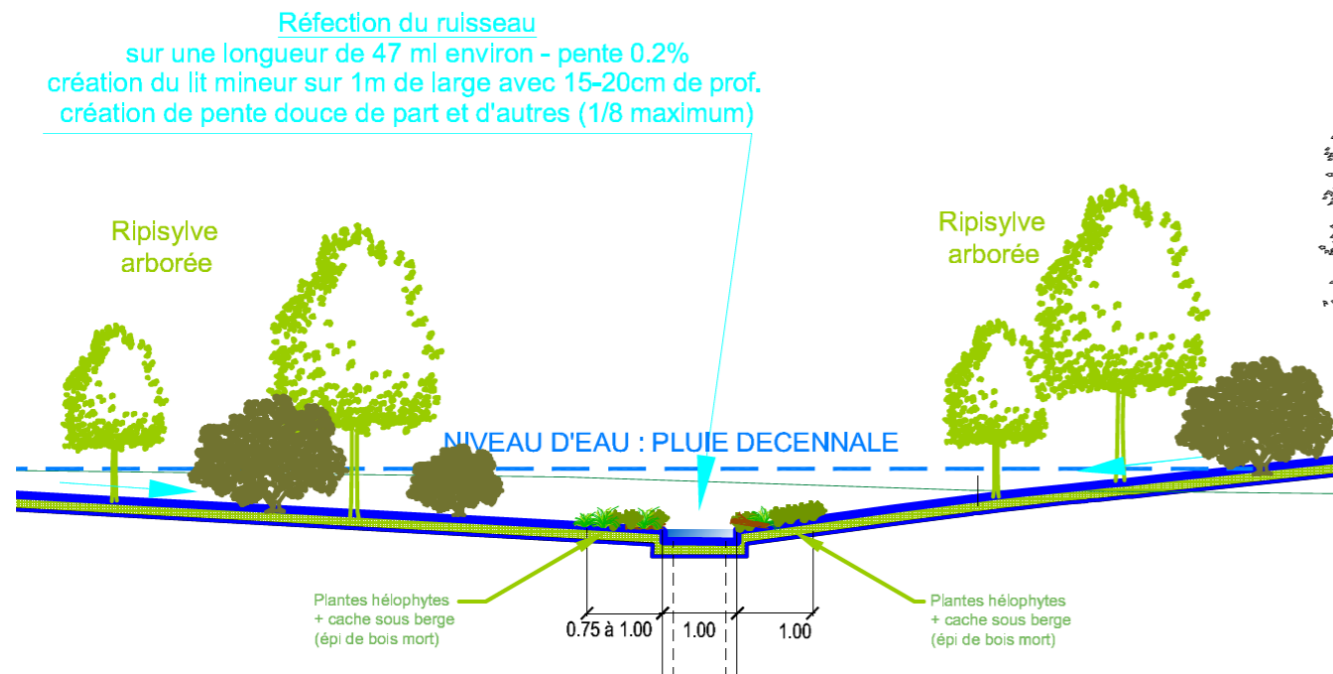 Réfection du ruisseau
sur une longueur de 47 ml environ - pente 0.2%
création du lit mineur sur 1m de large avec 15-20cm de prof.
création de pente douce de part et d'autres (1/8 maximum)
Ripisylve
arborée
Ripisylve
arborée
NIVEAU D'EAU : PLUIE DECENNALE
Plantes hélophytes
+ cache sous berge
(épi de bois mort)
0.75 à 1.00
1.00
1.00
Plantes hélophytes
+ cache sous berge
(épi de bois mort)